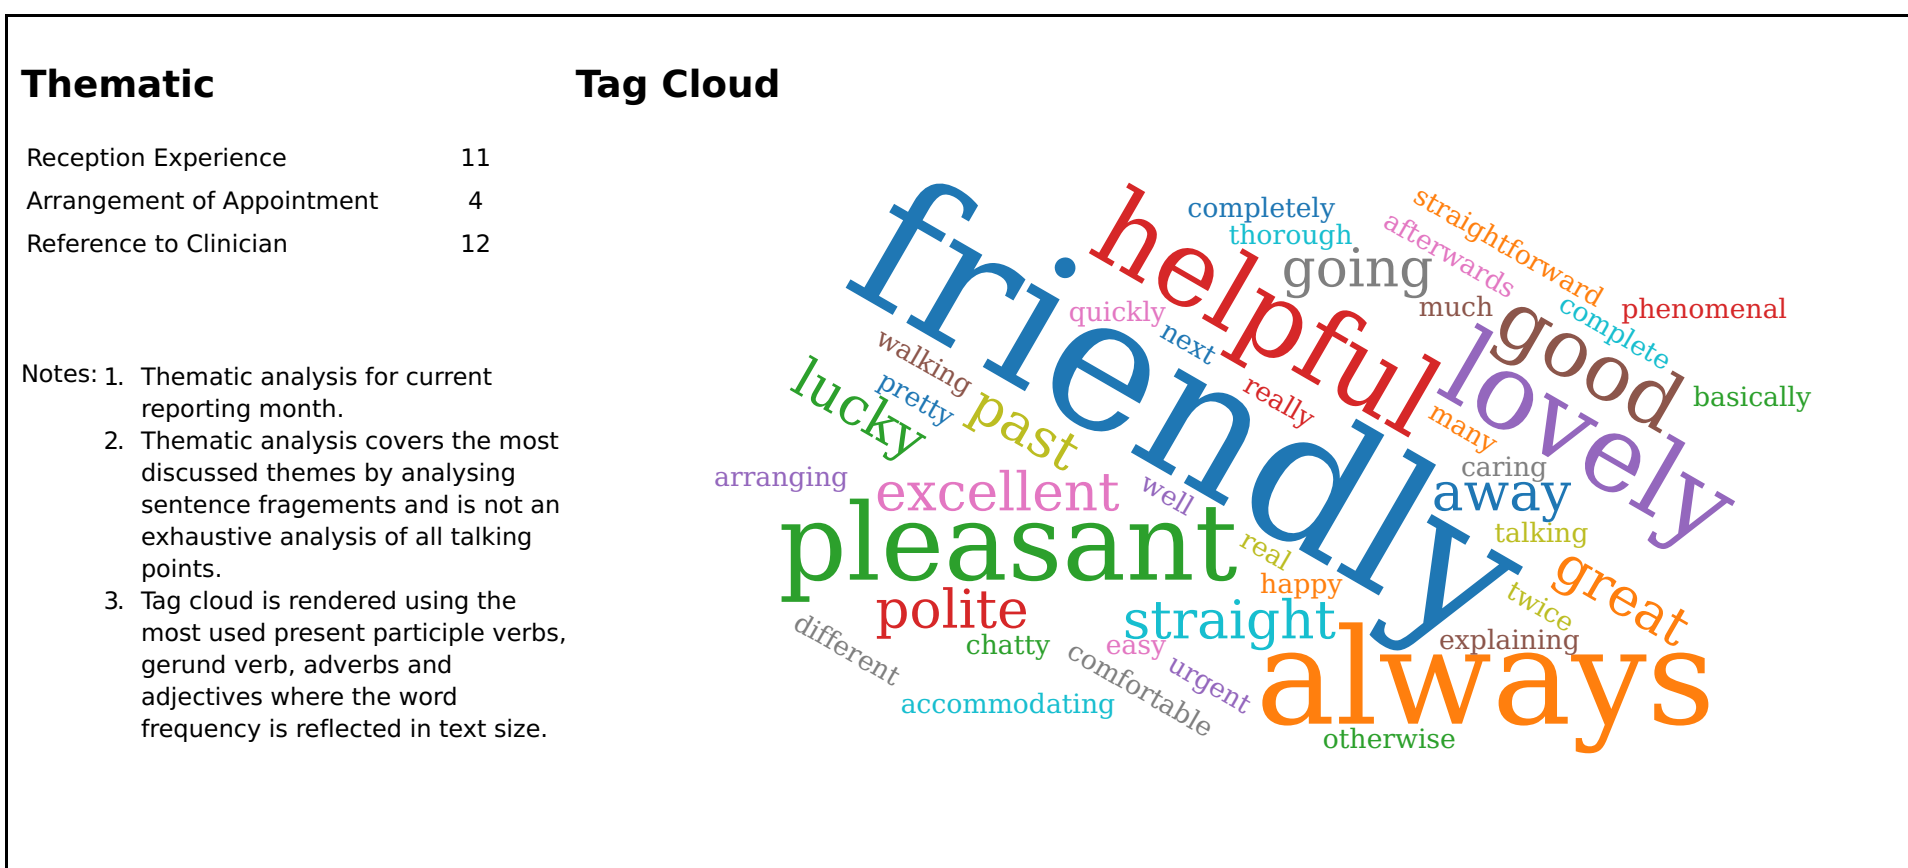 Thematic
Reception Experience 11
Arrangement of Appointment 4
Reference to Clinician 12
Notes: 1. Thematic analysis for current
reporting month.
2. Thematic analysis covers the most
discussed themes by analysing
sentence fragements and is not an
exhaustive analysis of all talking
points.
3. Tag cloud is rendered using the
most used present participle verbs,
gerund verb, adverbs and
adjectives where the word
frequency is reflected in text size.
Tag Cloud
friendly
helpful
completely
thorough
going
straightforward
afterwards
much
complete
phenomenal
good
lovely
basically
quickly
next
walking
pretty
lucky
past
really
many
caring
away
arranging
excellent
well
pleasant
real
talking
happy
great
twice
polite
straight
explaining
different
chatty
easy
comfortable
urgent
always
accommodating
otherwise